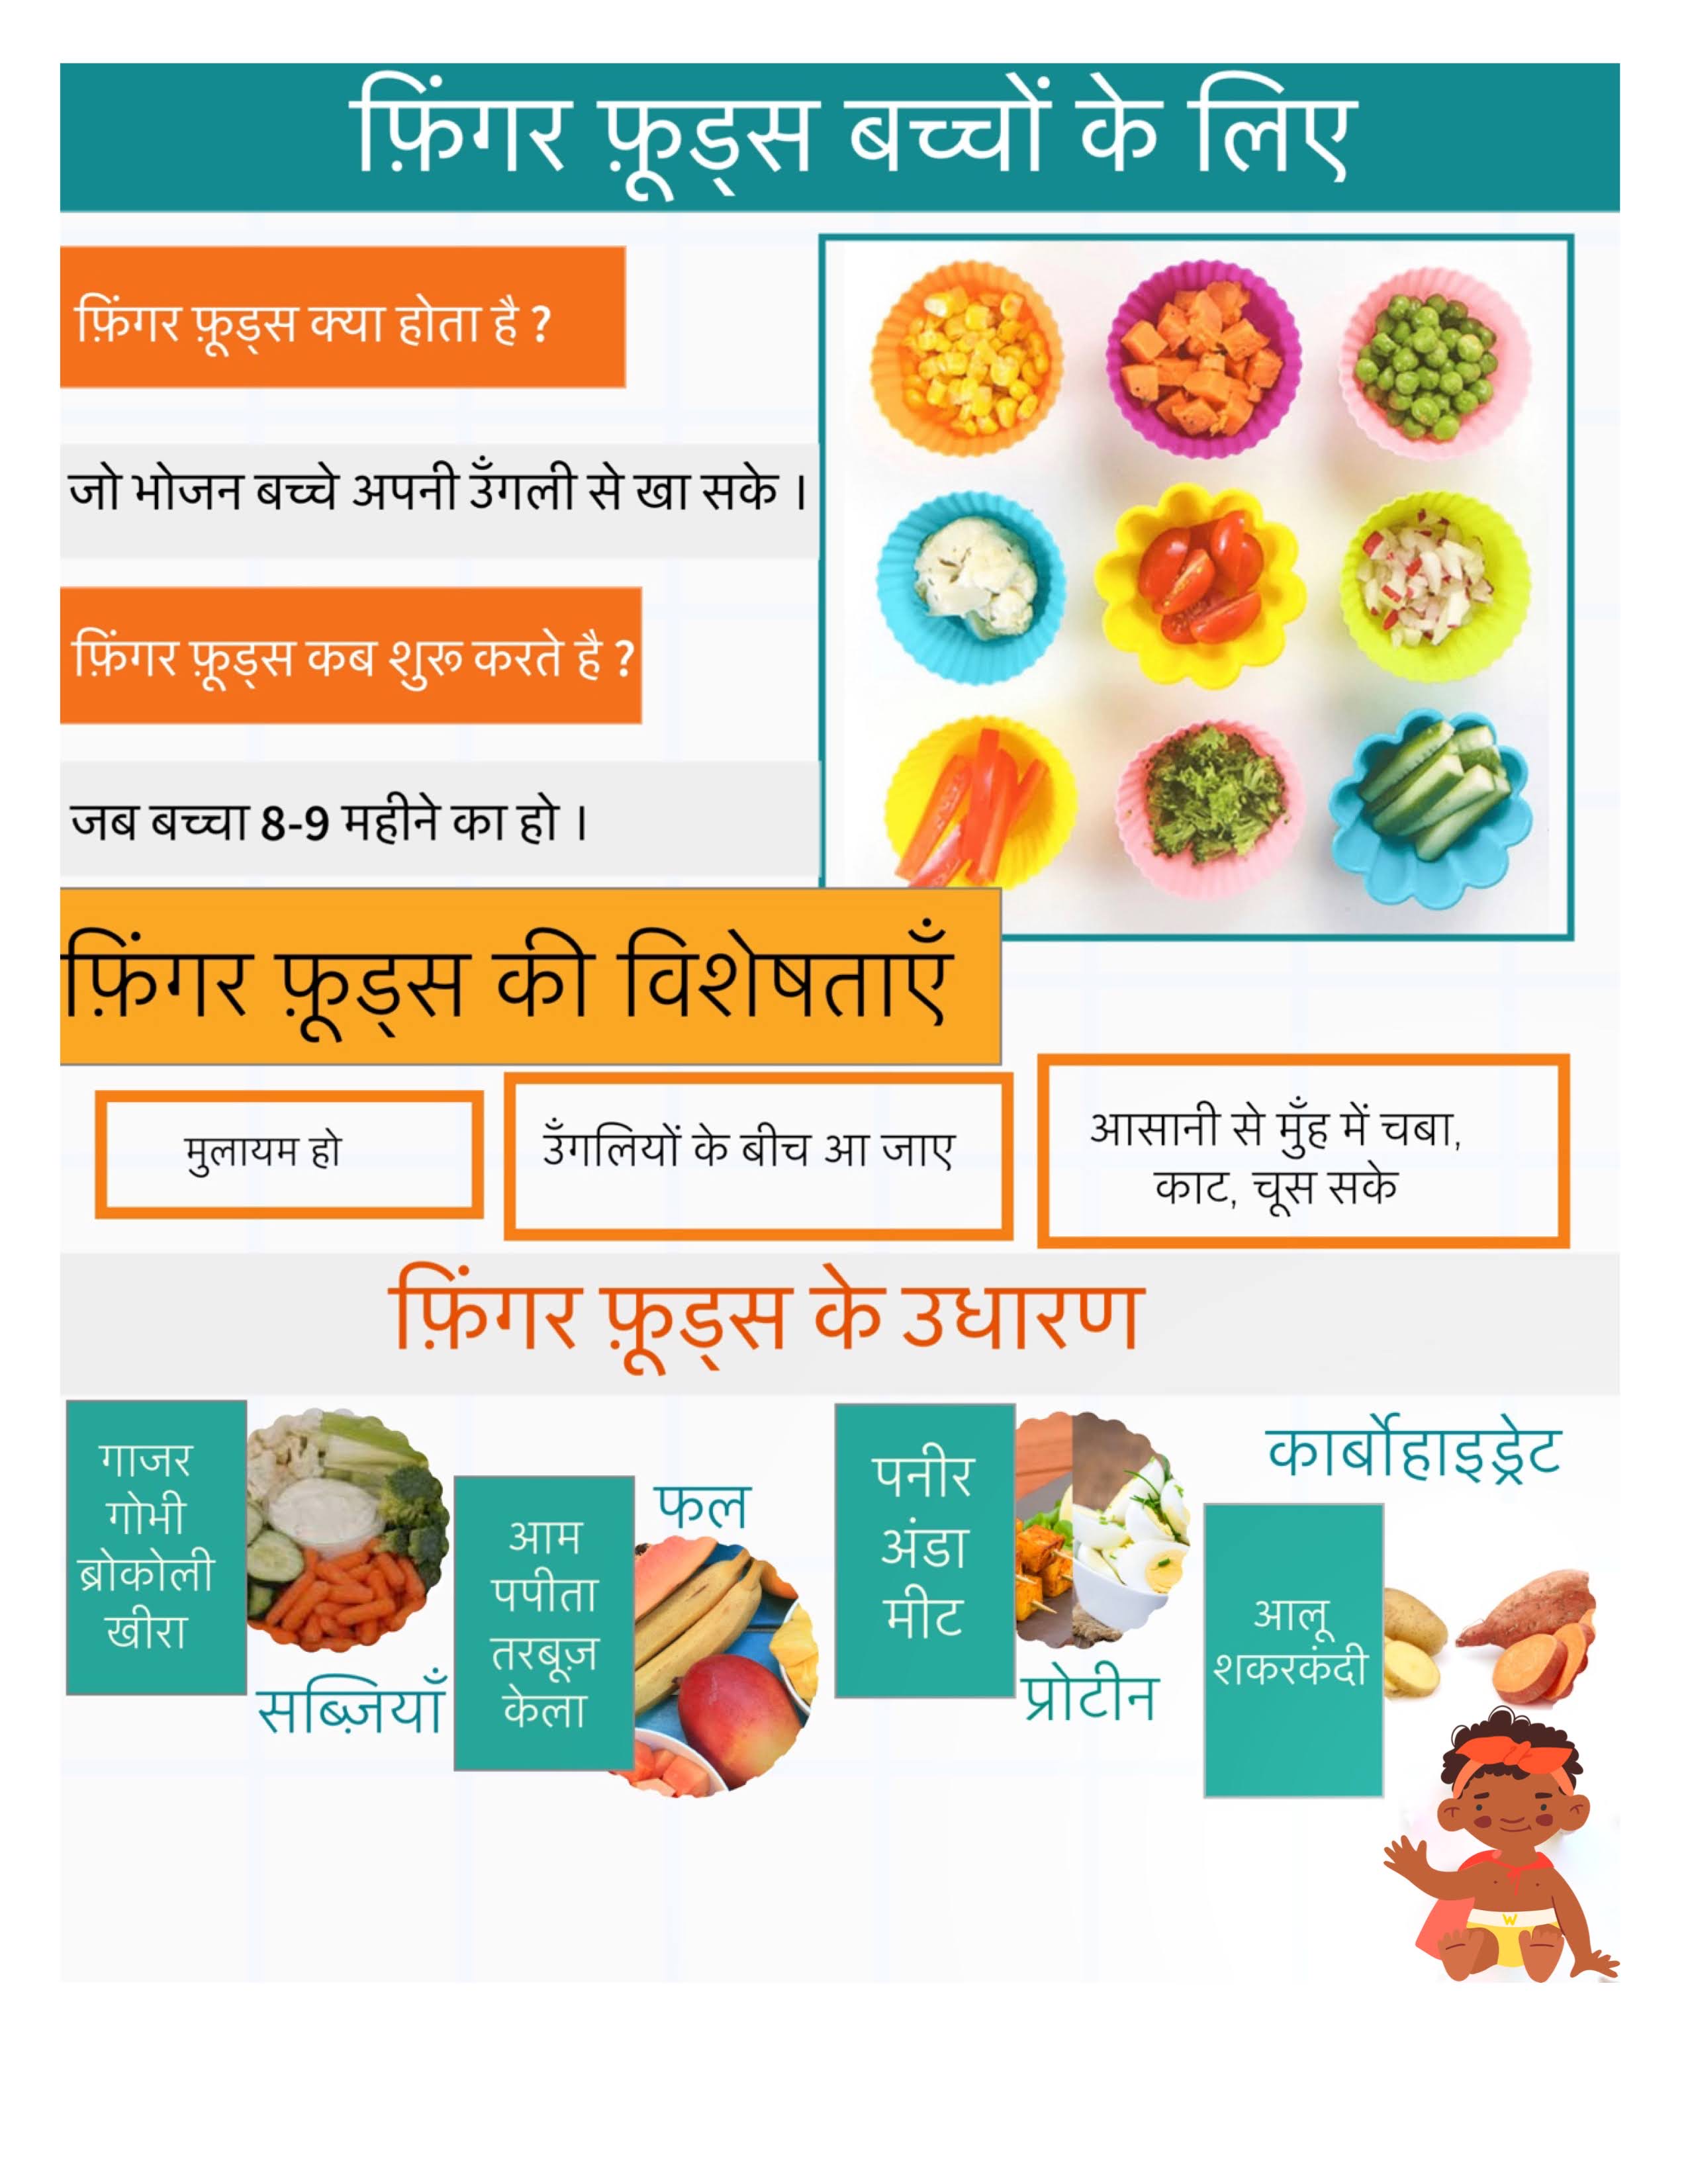 फ़िंगर फ़ूड्स बच्चों के लिए
फ़िंगर फ़ूड्स क्या होता है ?
जो भोजन बच्चे अपनी उँगली से खा सके ।
फ़िंगर फ़ूड्स कब शुरू करते है ?
जब बच्चा 8-9 महीने का हो ।
फ़िंगर फ़ूड्स की विशेषताएँ
मुलायम हो
उँगलियों के बीच आ जाए
आसानी से मुँह में चबा,
काट, चूस सके
फ़िंगर फ़ूड्स के उधारण
गाजर
गोभी
ब्रोकोली
खीरा
सब्ज़ियाँ
फल
आम
पपीता
तरबूज़
केला
पनीर
अंडा
मीट
प्रोटीन
कार्बोहाइड्रेट
आलू
शकरकंदी
W